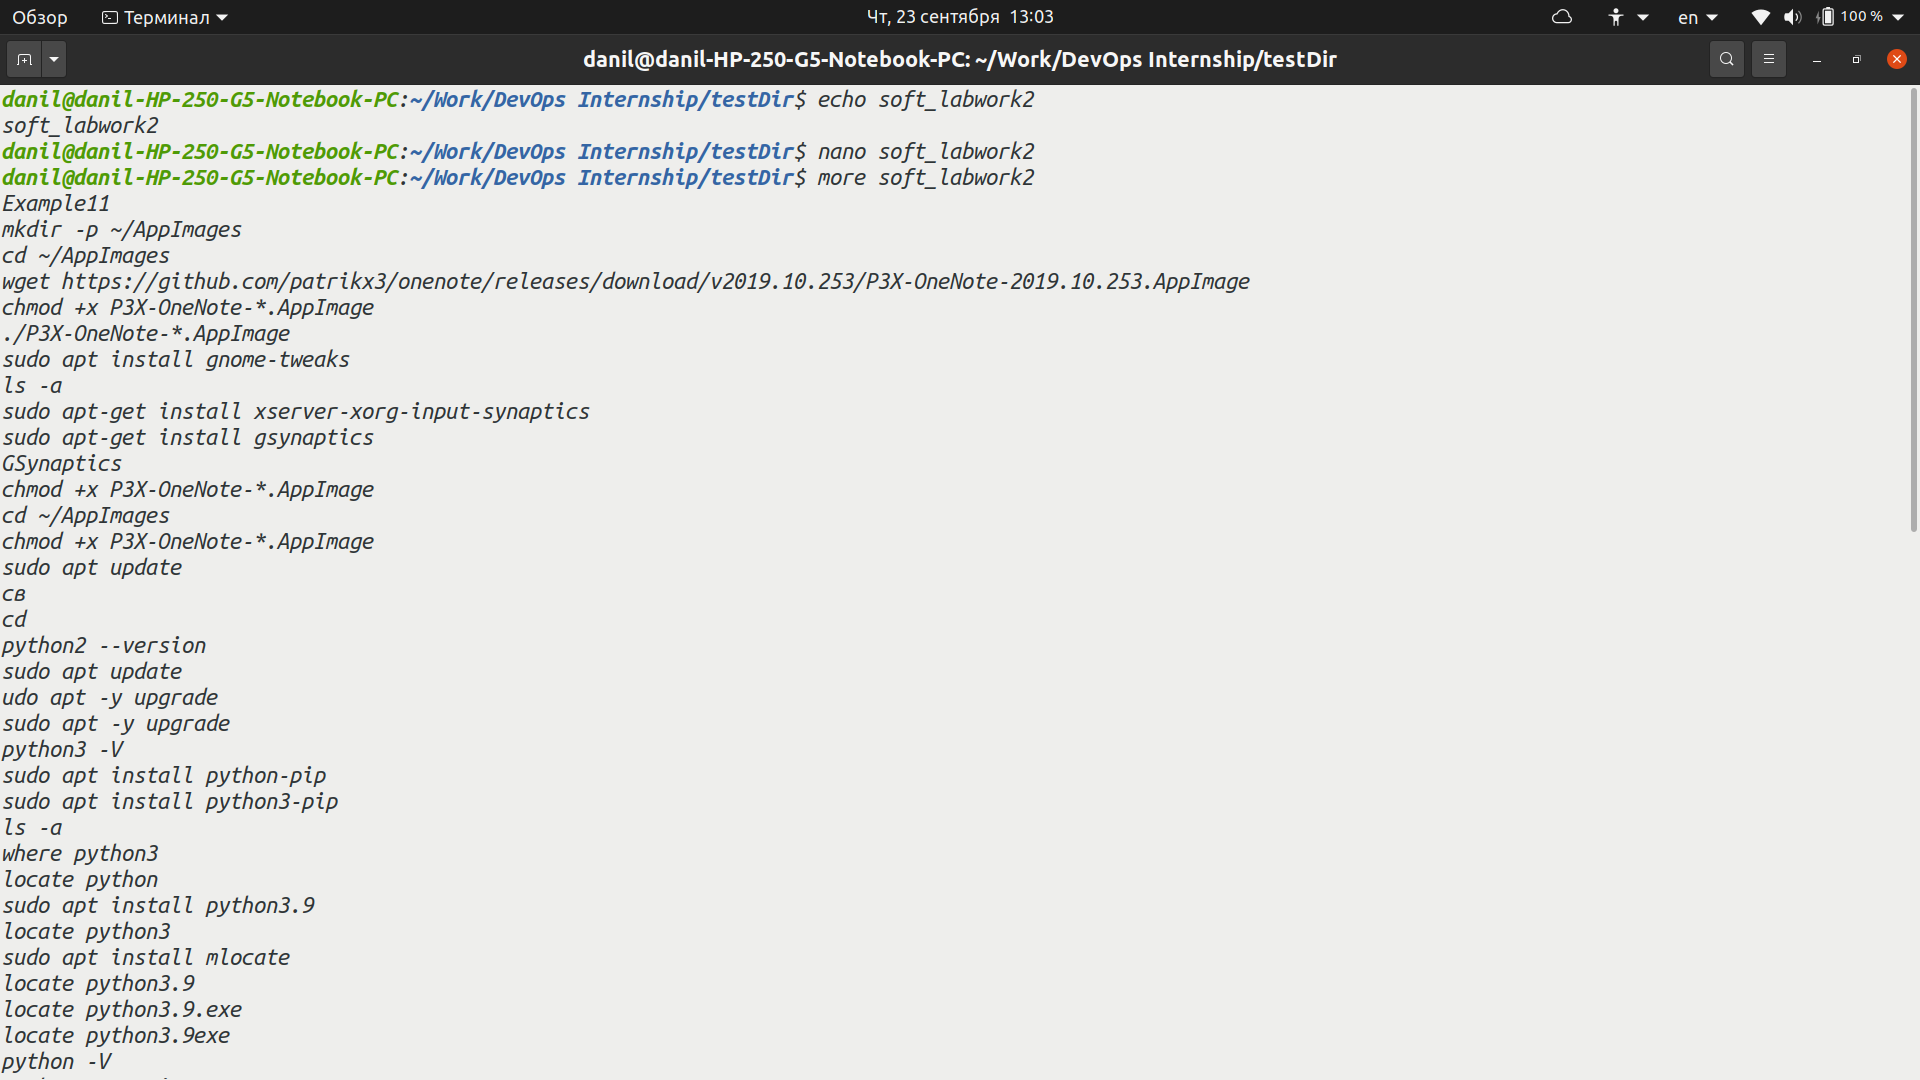 Обзор Терминал Чт, 23 сентября 13:03 en 100 %
danil@danil-HP-250-G5-Notebook-PC: ~/Work/DevOps Internship/testDir
danil@danil-HP-250-G5-Notebook-PC:~/Work/DevOps Internship/testDir$ echo soft_labwork2
soft_labwork2
danil@danil-HP-250-G5-Notebook-PC:~/Work/DevOps Internship/testDir$ nano soft_labwork2
danil@danil-HP-250-G5-Notebook-PC:~/Work/DevOps Internship/testDir$ more soft_labwork2
Example11
mkdir -p ~/AppImages
cd ~/AppImages
wget https://github.com/patrikx3/onenote/releases/download/v2019.10.253/P3X-OneNote-2019.10.253.AppImage
chmod +x P3X-OneNote-*.AppImage
./P3X-OneNote-*.AppImage
sudo apt install gnome-tweaks
ls -a
sudo apt-get install xserver-xorg-input-synaptics
sudo apt-get install gsynaptics
GSynaptics
chmod +x P3X-OneNote-*.AppImage
cd ~/AppImages
chmod +x P3X-OneNote-*.AppImage
sudo apt update
св
cd
python2 --version
sudo apt update
udo apt -y upgrade
sudo apt -y upgrade
python3 -V
sudo apt install python-pip
sudo apt install python3-pip
ls -a
where python3
locate python
sudo apt install python3.9
locate python3
sudo apt install mlocate
locate python3.9
locate python3.9.exe
locate python3.9exe
python -V